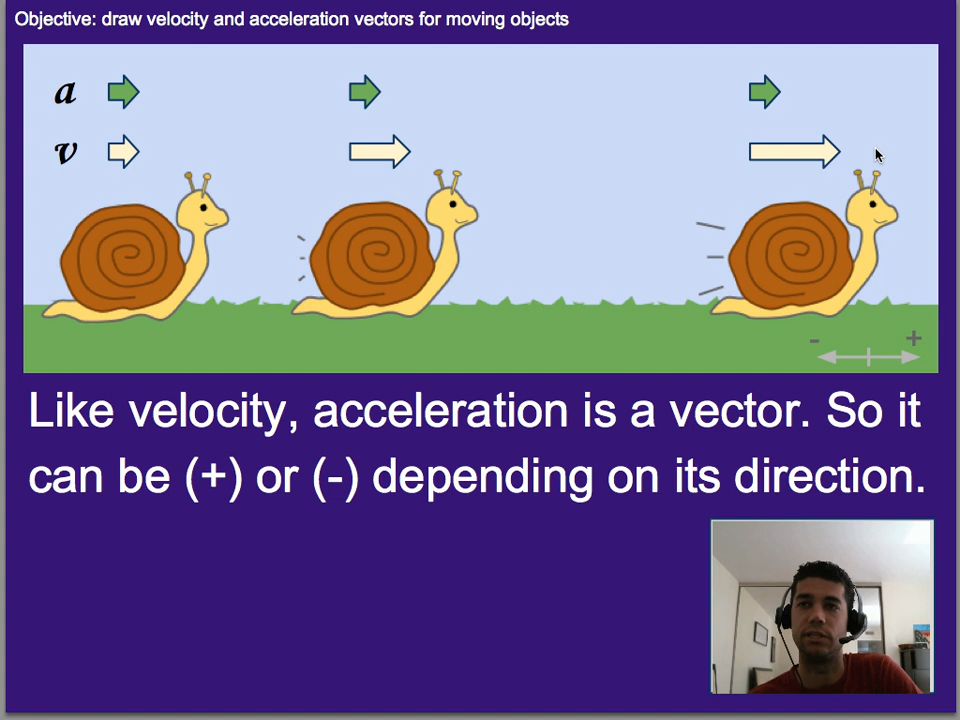 Objective: draw velocity and acceleration vectors for moving objects
a
v
- +
Like velocity, acceleration is a vector. So it
can be (+) or (-) depending on its direction.